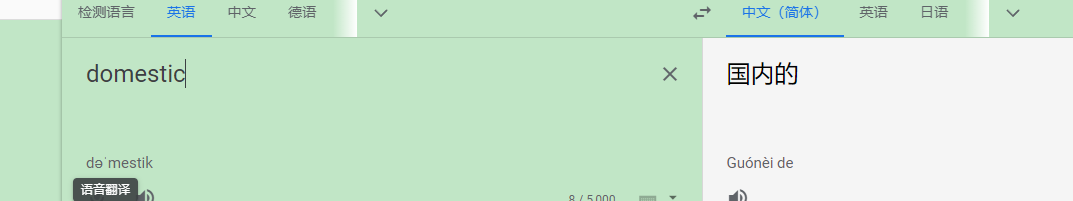 检测语言 英语 中文 德语 中文（简体） 英语 日语
domestic 国内的
dəˈmestik Guónèi de
语音翻译 8 / 5,000